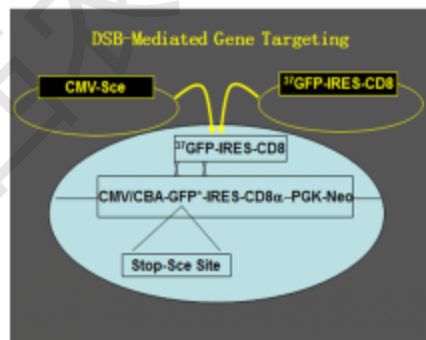 DSB-Mediated Gene Targeting
CMV-Sce
³⁷GFP-IRES-CD8
³⁷GFP-IRES-CD8
CMV/CBA-GFP*-IRES-CD8α-PGK-Neo
Stop-Sce Site